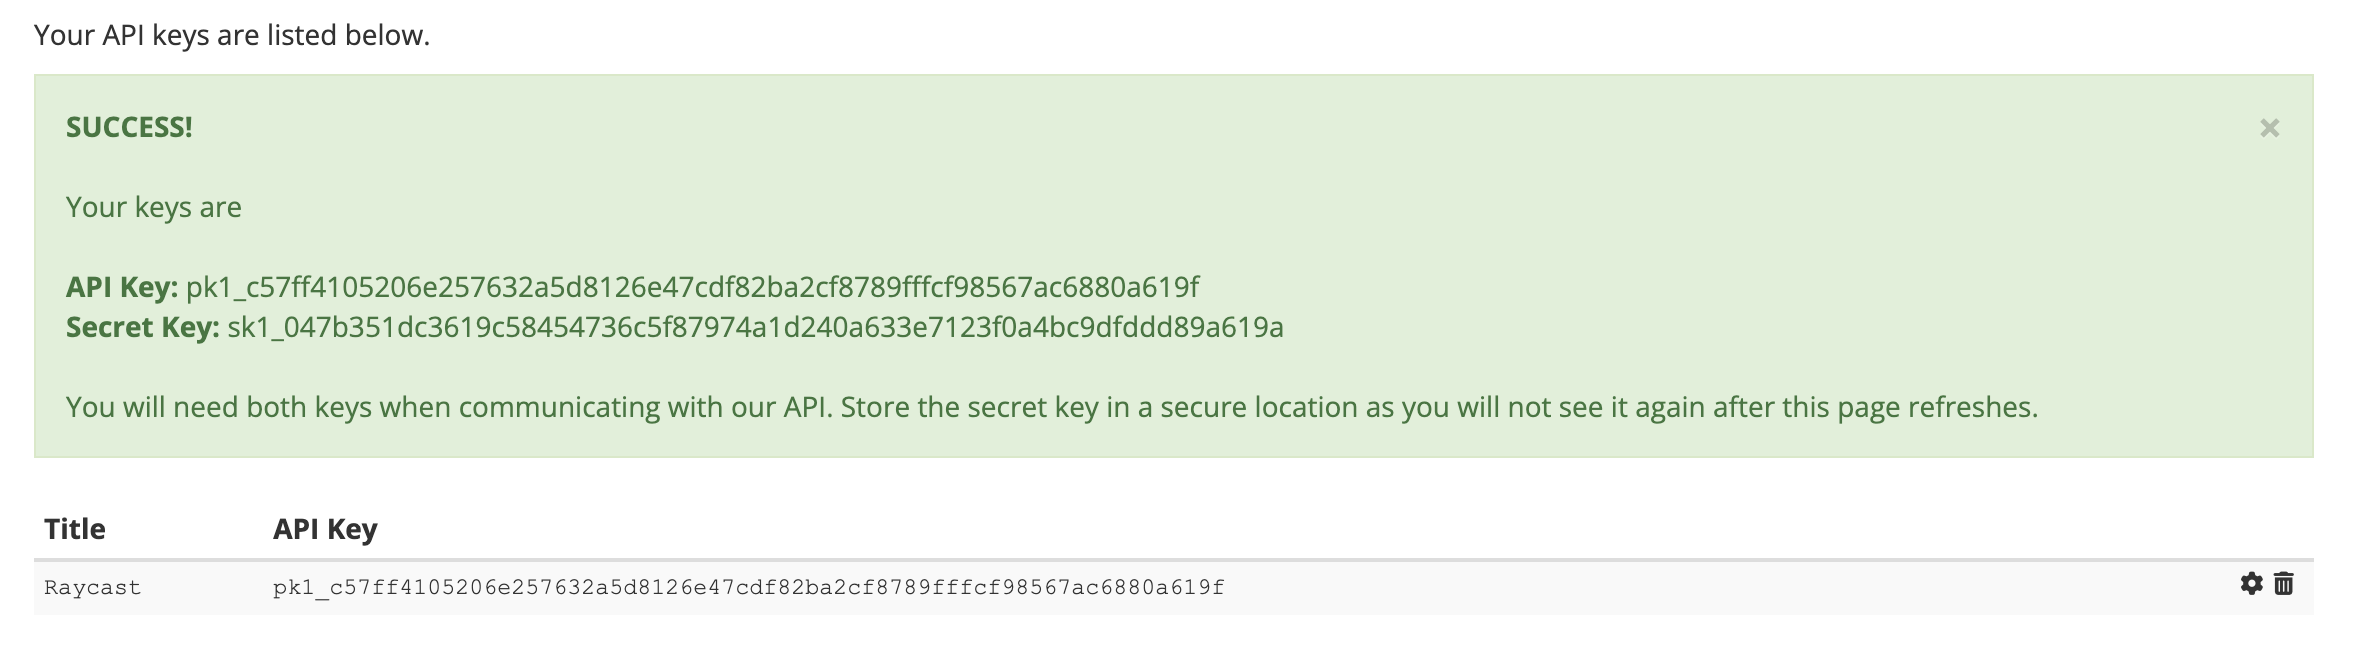 Your API keys are listed below.
SUCCESS!
×
Your keys are
API Key: pk1_c57ff4105206e257632a5d8126e47cdf82ba2cf8789fffcf98567ac6880a619f
Secret Key: sk1_047b351dc3619c58454736c5f87974a1d240a633e7123f0a4bc9dfddd89a619a
You will need both keys when communicating with our API. Store the secret key in a secure location as you will not see it again after this page refreshes.
Title API Key
Raycast pk1_c57ff4105206e257632a5d8126e47cdf82ba2cf8789fffcf98567ac6880a619f